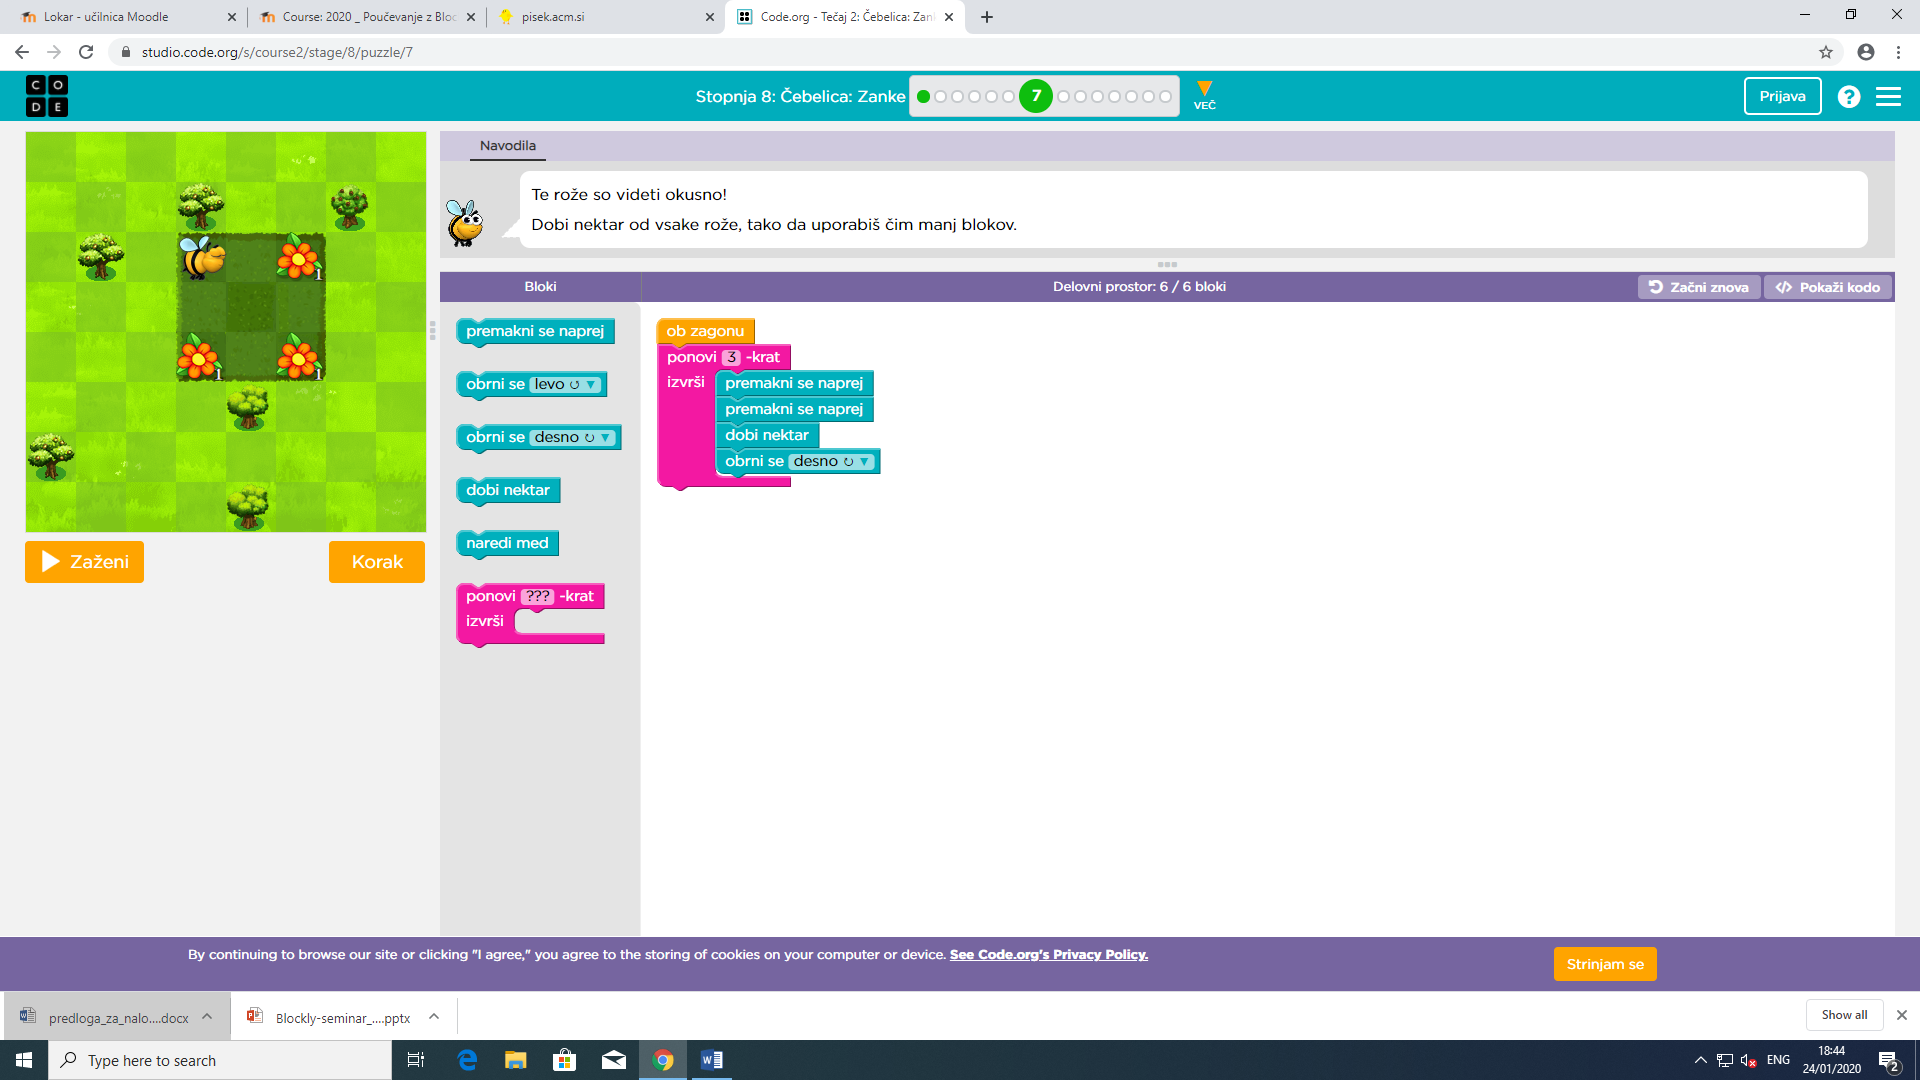 Lokar - učilnica Moodle
Course: 2020 _ Poučevanje z Bloc
pisek.acm.si
Code.org - Tečaj 2: Čebelica: Zank
studio.code.org/s/course2/stage/8/puzzle/7
C O
D E
Stopnja 8: Čebelica: Zanke
7
VEČ
Prijava
?
Navodila
Te rože so videti okusno!
Dobi nektar od vsake rože, tako da uporabiš čim manj blokov.
Bloki
Delovni prostor: 6 / 6 bloki
Začni znova
Pokaži kodo
1
1
1
Zaženi
Korak
premakni se naprej
obrni se levo
obrni se desno
dobi nektar
naredi med
ponovi ??? -krat
izvrši
ob zagonu
ponovi 3 -krat
izvrši
premakni se naprej
premakni se naprej
dobi nektar
obrni se desno
By continuing to browse our site or clicking "I agree," you agree to the storing of cookies on your computer or device. See Code.org's Privacy Policy.
Strinjam se
predloga_za_nalo....docx
Blockly-seminar_....pptx
Show all
Type here to search
ENG
18:44
24/01/2020
2